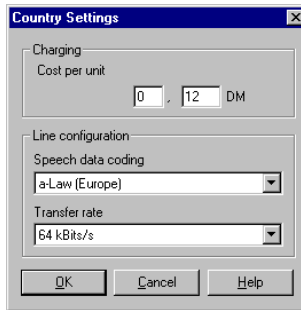 Country Settings
Charging
Cost per unit
0 , 12 DM
Line configuration
Speech data coding
a-Law (Europe)
Transfer rate
64 kBits/s
OK Cancel Help